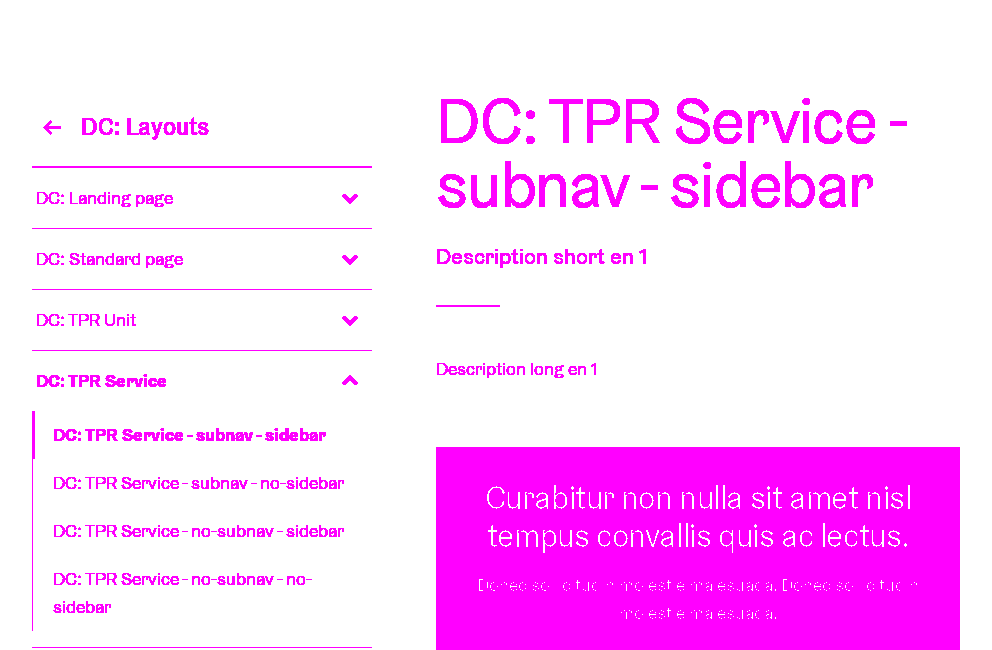 DC: Layouts
DC: Landing page
DC: Standard page
DC: TPR Unit
DC: TPR Service
DC: TPR Service - subnav - sidebar
DC: TPR Service - subnav - no-sidebar
DC: TPR Service - no-subnav - sidebar
DC: TPR Service - no-subnav - no-
sidebar
DC: TPR Service -
subnav - sidebar
Description short en 1
Description long en 1
Curabitur non nulla sit amet nisl
tempus convallis quis ac lectus.
Donec sollicitudin molestie malesuada. Donec sollicitudin
molestie malesuada.